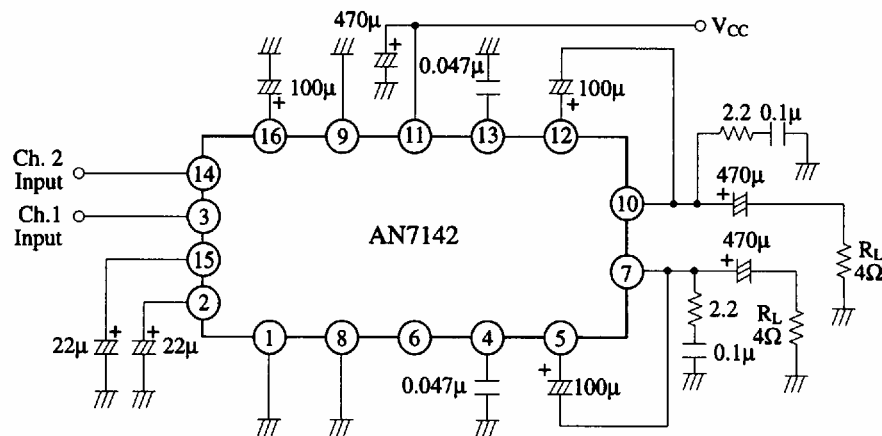 470μ
V_CC
100μ
0.047μ
100μ
2.2 0.1μ
16 9 11 13 12
Ch. 2
Input
14
470μ
Ch.1
Input
3
10
AN7142
R_L
4Ω
15
7
470μ
2
2.2
R_L
4Ω
22μ 22μ
1 8 6 4 5
0.1μ
0.047μ
100μ